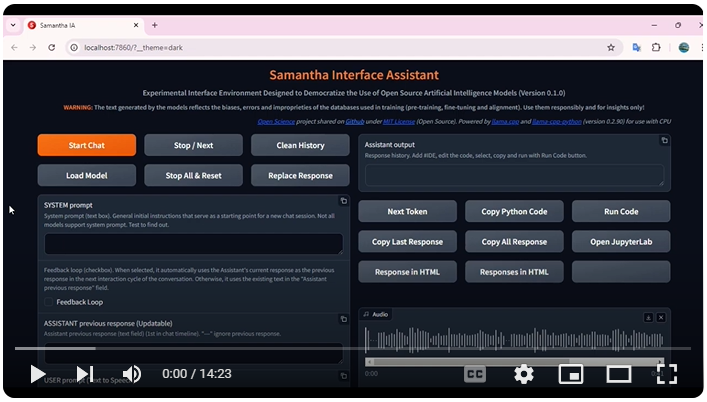 Samantha IA
localhost:7860/?__theme=dark
Samantha Interface Assistant
Experimental Interface Environment Designed to Democratize the Use of Open Source Artificial Intelligence Models (Version 0.1.0)
WARNING: The text generated by the models reflects the biases, errors and improprieties of the databases used in training (pre-training, fine-tuning and alignment). Use them responsibly and for insights only!
Open Science project shared on Github under MIT License (Open Source). Powered by llama.cpp and llama-cpp-python (version 0.2.90) for use with CPU
Start Chat
Stop / Next
Clean History
Load Model
Stop All & Reset
Replace Response
SYSTEM prompt
System prompt (text box). General initial instructions that serve as a starting point for a new chat session. Not all
models support system prompt. Test to find out.
Feedback loop (checkbox). When selected, it automatically uses the Assistant's current response as the previous
response in the next interaction cycle of the conversation. Otherwise, it uses the existing text in the "Assistant
previous response" field.
Feedback Loop
ASSISTANT previous response (Updatable)
Assistant previous response (text field) (1st in chat timeline). "---" ignore previous response.
USER prompt (Text to Speech)
Assistant output
Response history. Add #IDE, edit the code, select, copy and run with Run Code button.
Next Token
Copy Python Code
Run Code
Copy Last Response
Copy All Response
Open JupyterLab
Response in HTML
Responses in HTML
Audio
0:00
0:00 / 14:23
CC